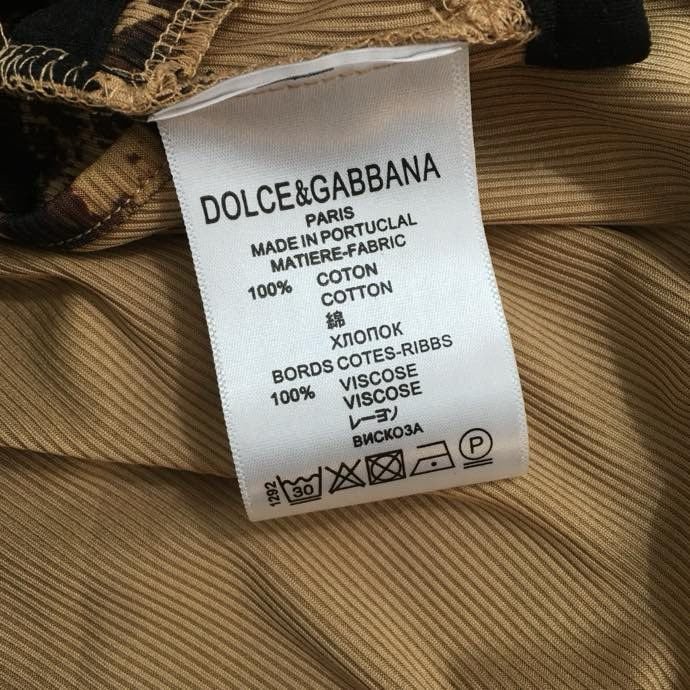 DOLCE&GABBANA
PARIS
MADE IN PORTUCLAL
MATIERE-FABRIC
100% COTON
COTTON
綿
ХЛОПОК
BORDS COTES-RIBBS
100% VISCOSE
VISCOSE
レーヨン
ВИСКОЗА
1292 30 P